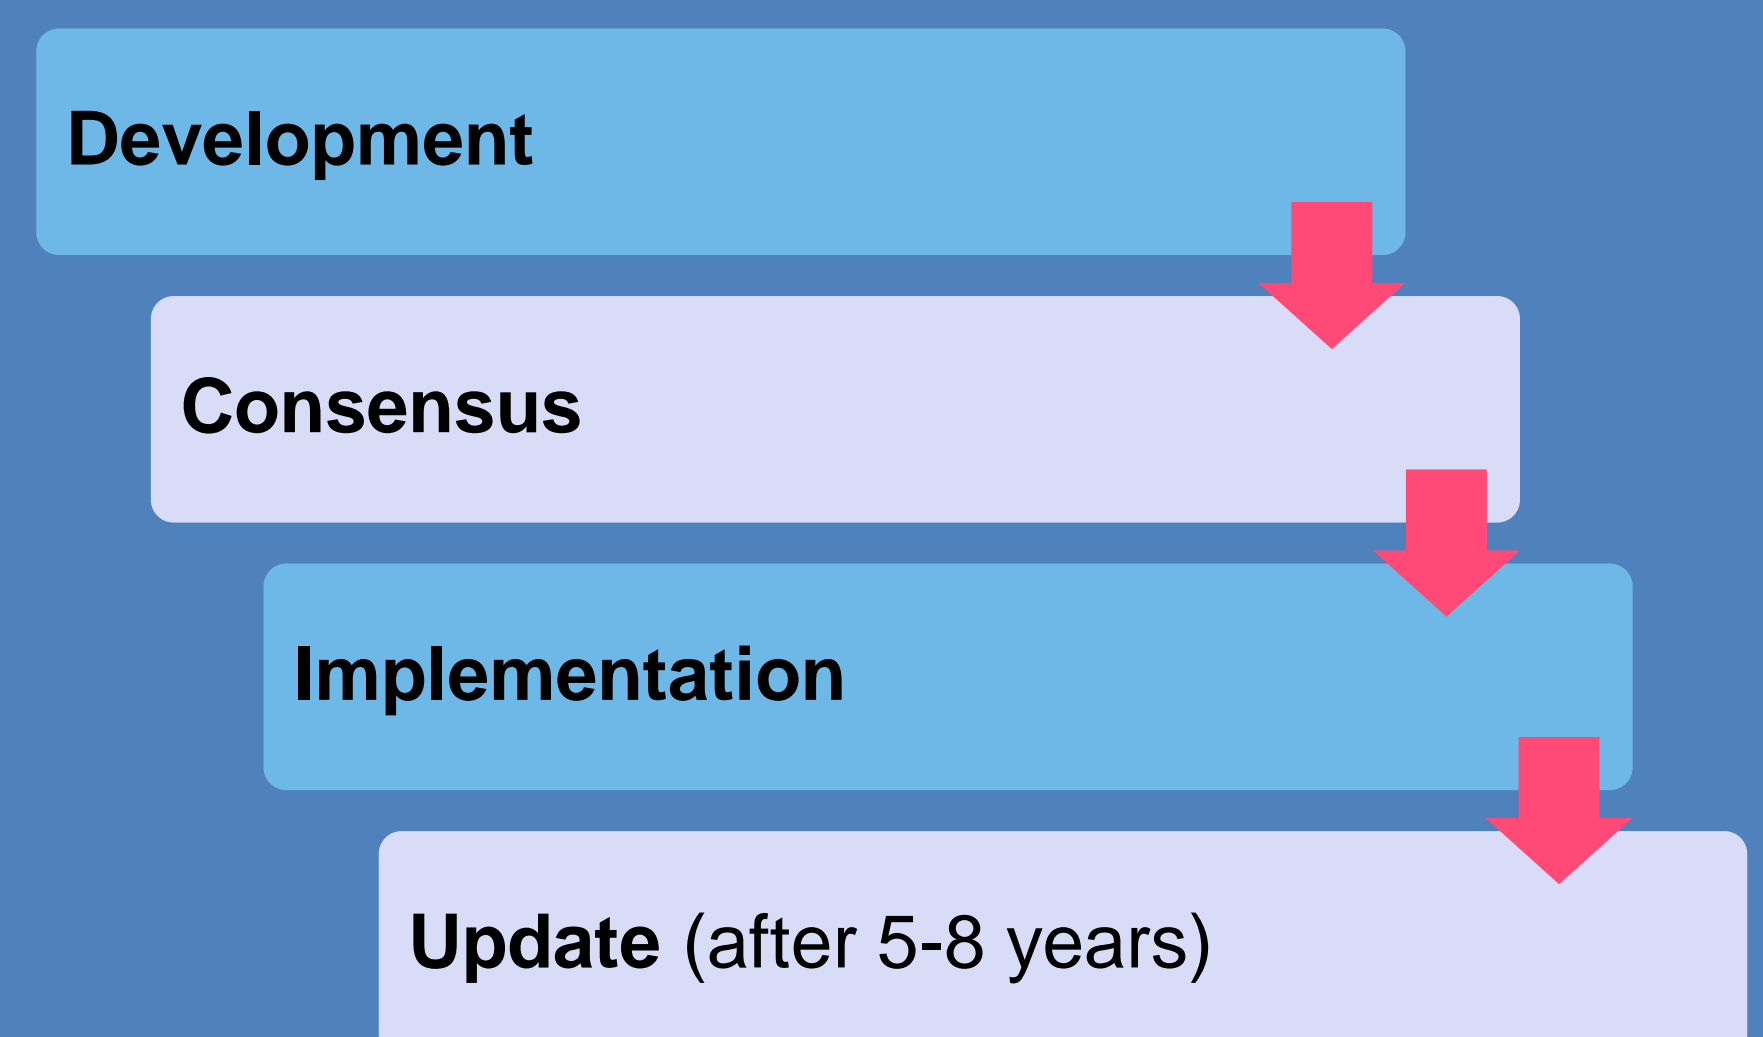 Development
Consensus
Implementation
Update (after 5-8 years)